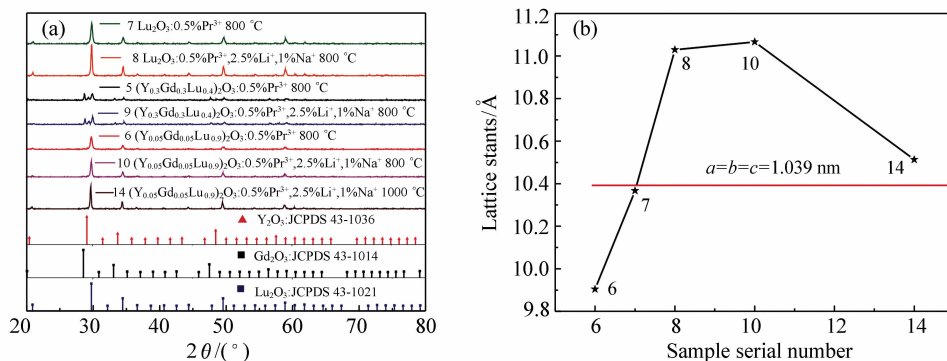 (a)
7 Lu₂O₃:0.5%Pr³⁺ 800 °C
8 Lu₂O₃:0.5%Pr³⁺,2.5%Li⁺,1%Na⁺ 800 °C
5 (Y₀.₃Gd₀.₃Lu₀.₄)₂O₃:0.5%Pr³⁺ 800 °C
9 (Y₀.₃Gd₀.₃Lu₀.₄)₂O₃:0.5%Pr³⁺,2.5%Li⁺,1%Na⁺ 800 °C
6 (Y₀.₀₅Gd₀.₀₅Lu₀.₉)₂O₃:0.5%Pr³⁺ 800 °C
10 (Y₀.₀₅Gd₀.₀₅Lu₀.₉)₂O₃:0.5%Pr³⁺,2.5%Li⁺,1%Na⁺ 800 °C
14 (Y₀.₀₅Gd₀.₀₅Lu₀.₉)₂O₃:0.5%Pr³⁺,2.5%Li⁺,1%Na⁺ 1000 °C
Y₂O₃:JCPDS 43-1036
Gd₂O₃:JCPDS 43-1014
Lu₂O₃:JCPDS 43-1021
20 30 40 50 60 70 80
2θ/(°)
(b)
Lattice stants/Å
11.2
11.0
10.8
10.6
10.4
10.2
10.0
9.8
8
10
14
a=b=c=1.039 nm
7
6
6 8 10 12 14
Sample serial number